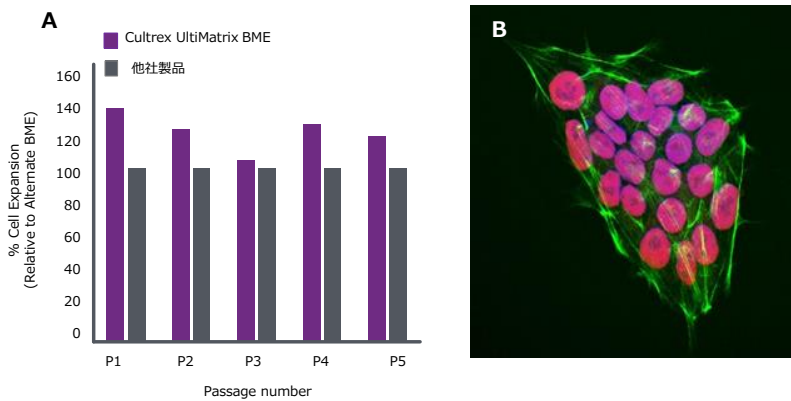 A
Cultrex UltiMatrix BME
他社製品
% Cell Expansion
(Relative to Alternate BME)
160
140
120
100
80
60
40
20
0
P1 P2 P3 P4 P5
Passage number
B